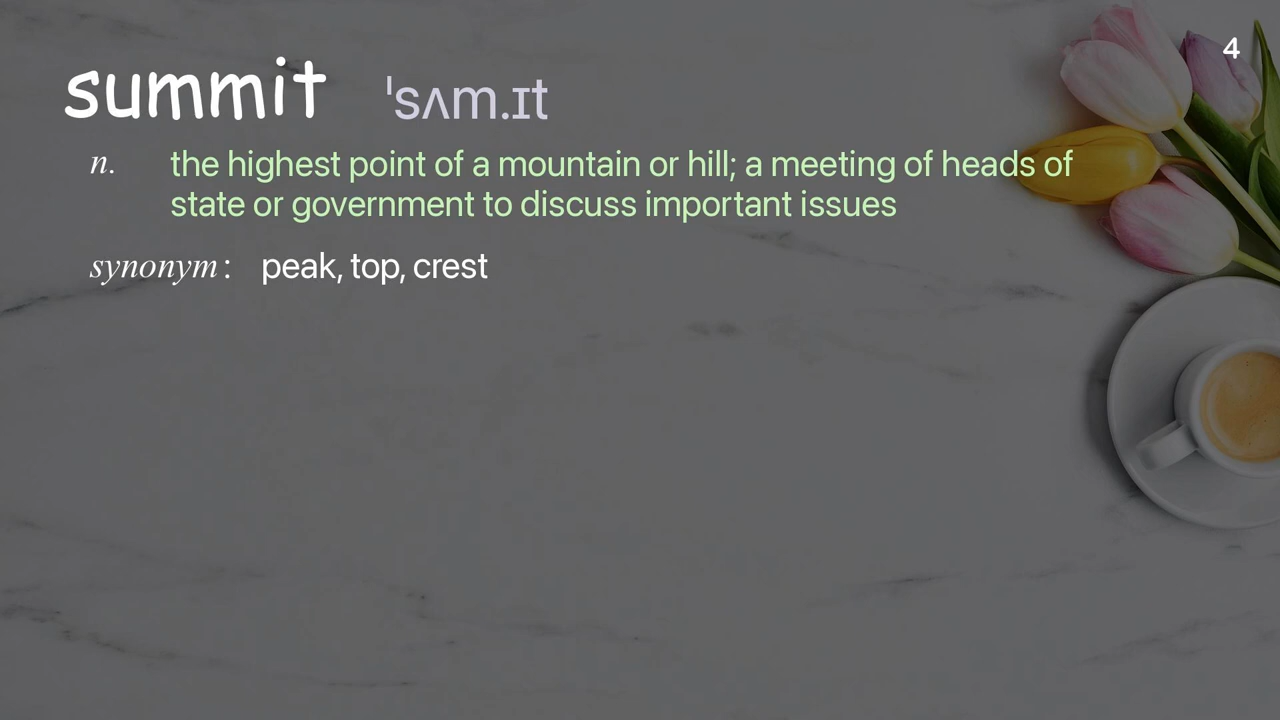 4
summit ˈsʌm.ɪt
n. the highest point of a mountain or hill; a meeting of heads of
state or government to discuss important issues
synonym: peak, top, crest